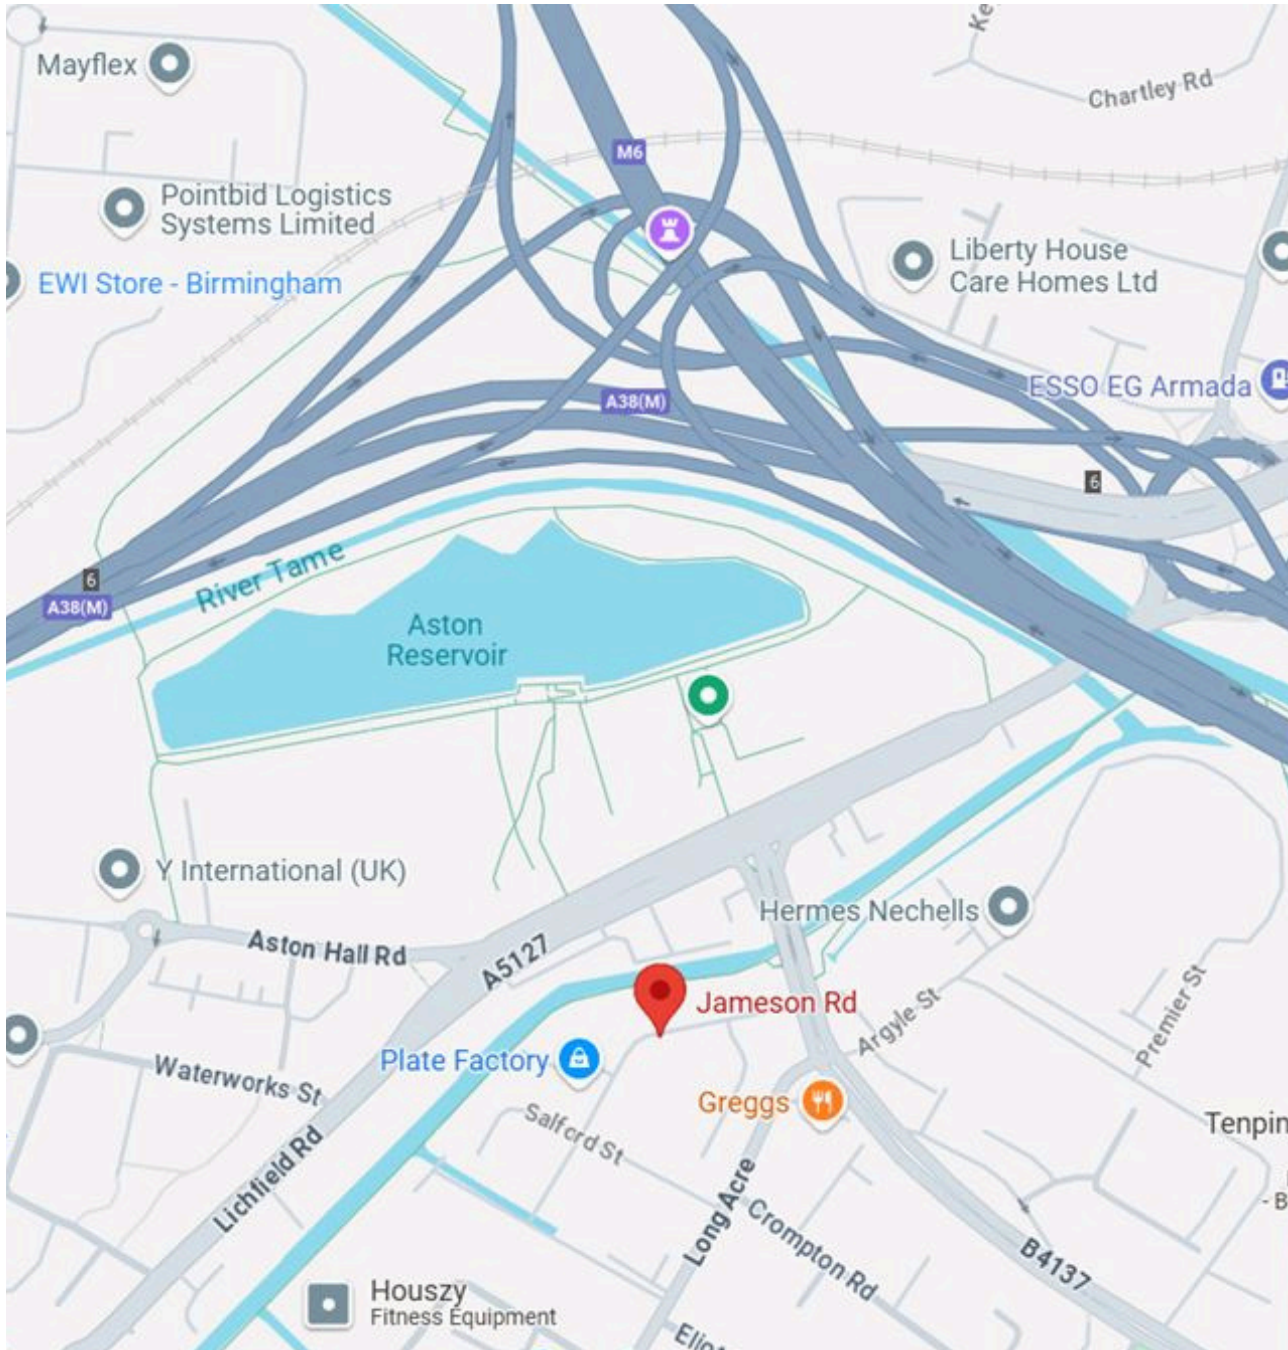 Ke
Mayflex
Chartley Rd
M6
Pointbid Logistics
Systems Limited
Liberty House
Care Homes Ltd
EWI Store - Birmingham
ESSO EG Armada
A38(M)
6
River Tame
6
A38(M)
Aston
Reservoir
Y International (UK)
Hermes Nechells
Aston Hall Rd
A5127
Jameson Rd
Argyle St
Premier St
Plate Factory
Waterworks St
Greggs
Salford St
Tenpin
Lichfield Rd
Long Acre
- B
Crompton Rd
B4137
Houszy
Fitness Equipment
Eliot